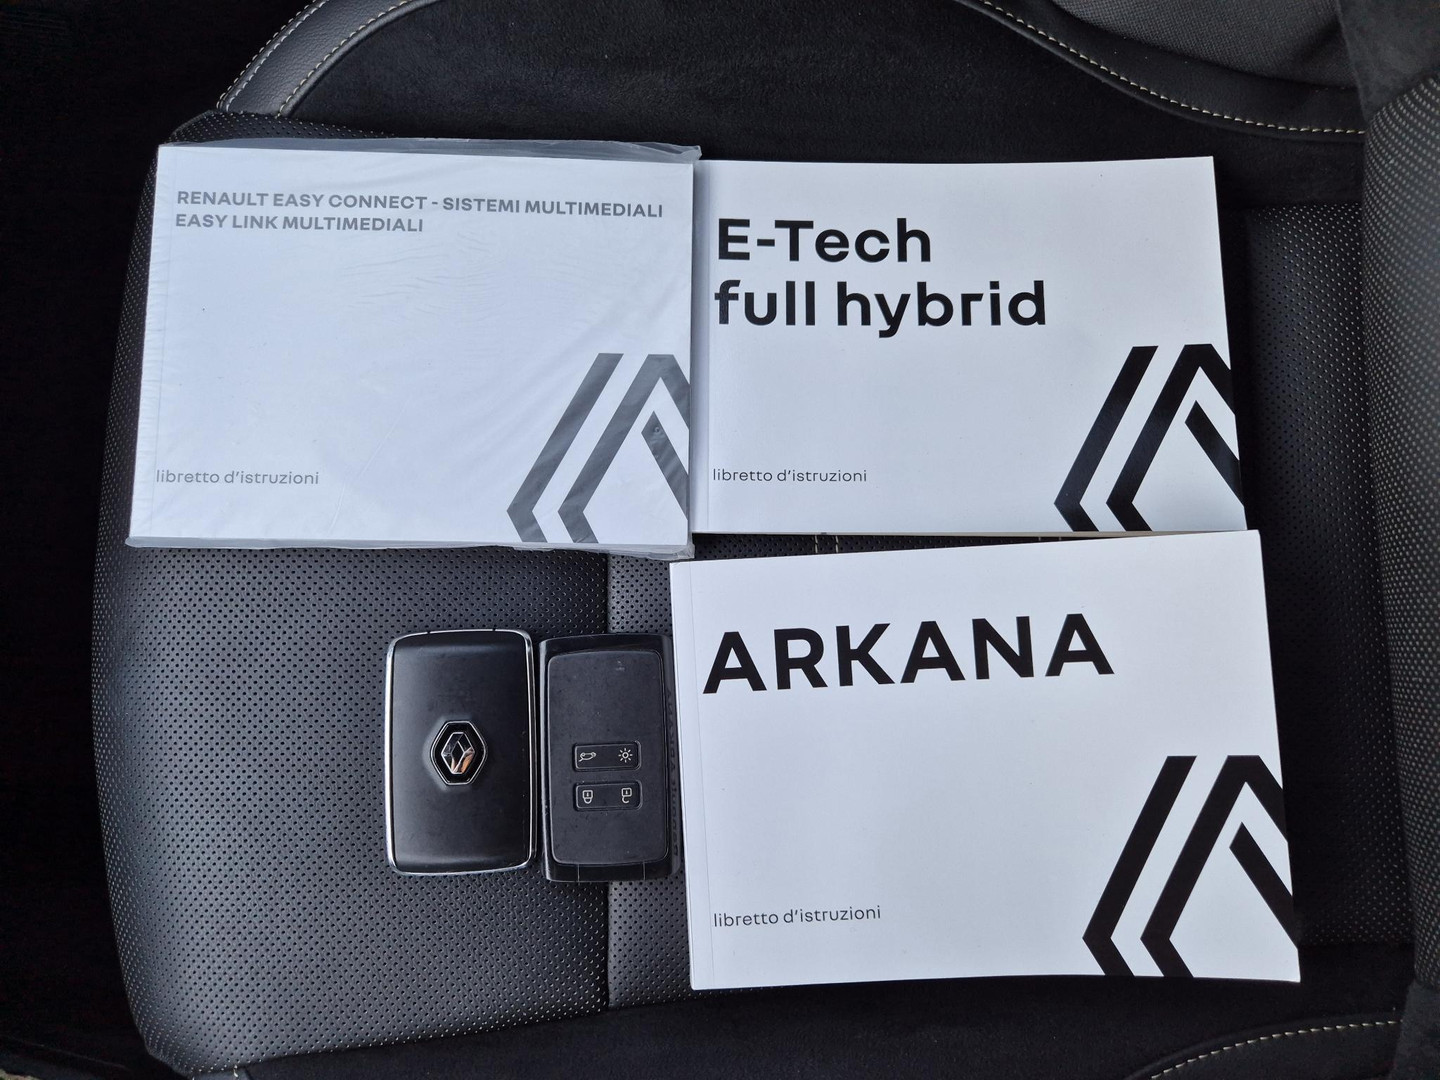 RENAULT EASY CONNECT - SISTEMI MULTIMEDIALI
EASY LINK MULTIMEDIALI
libretto d'istruzioni
E-Tech
full hybrid
libretto d'istruzioni
ARKANA
libretto d'istruzioni